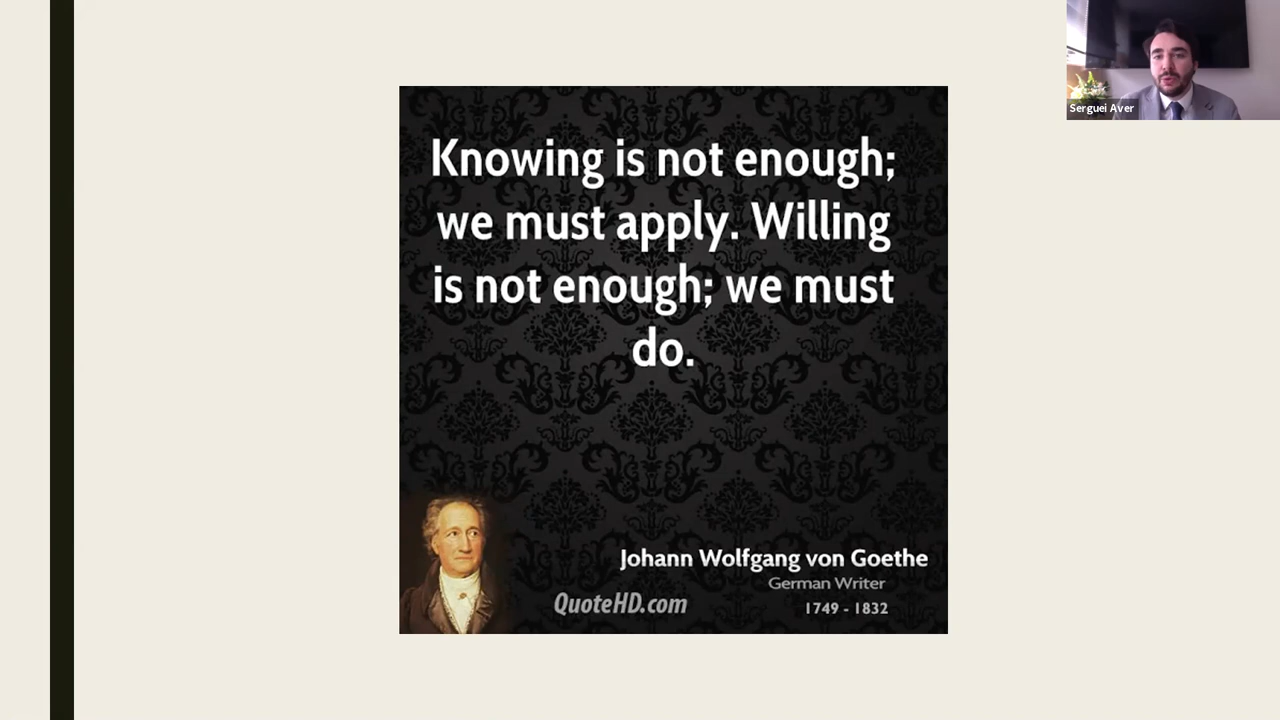 Knowing is not enough;
we must apply. Willing
is not enough; we must
do.
Johann Wolfgang von Goethe
German Writer
QuoteHD.com
1749 - 1832
Serguei Aver